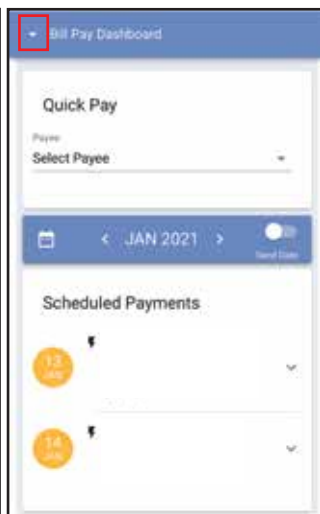 Bill Pay Dashboard
Quick Pay
Payee
Select Payee
JAN 2021
Send Date
Scheduled Payments
13
JAN
14
JAN